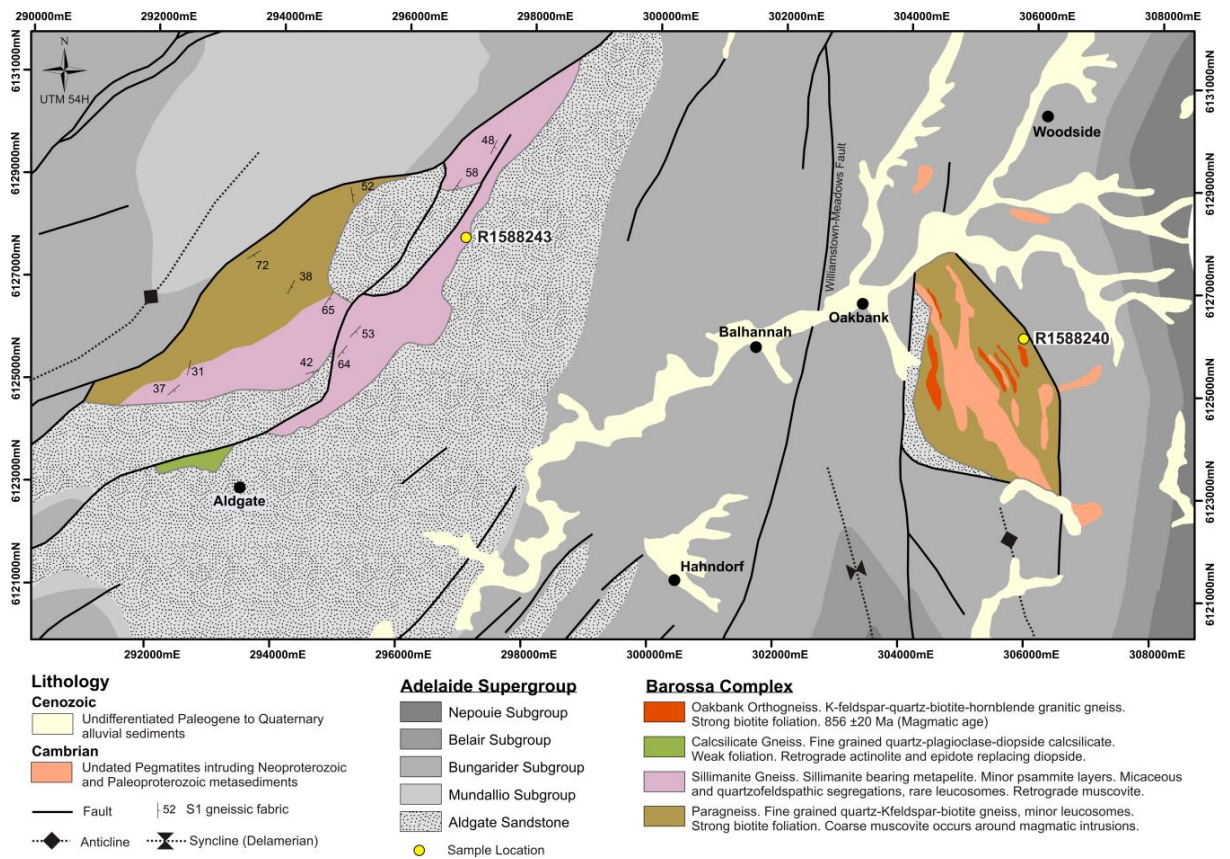 290000mE 292000mE 294000mE 296000mE 298000mE 300000mE 302000mE 304000mE 306000mE 308000mE
N
UTM 54H
6131000mN
6129000mN
6127000mN
6125000mN
6123000mN
6121000mN
6131000mN
6129000mN
6127000mN
6125000mN
6123000mN
6121000mN
48
58
52
72
38
65
53
42
64
31
37
R1588243
R1588240
Woodside
Williamstown-Meadows Fault
Oakbank
Balhannah
Aldgate
Hahndorf
292000mE 294000mE 296000mE 298000mE 300000mE 302000mE 304000mE 306000mE 308000mE
Lithology
Cenozoic
Undifferentiated Paleogene to Quaternary
alluvial sediments
Cambrian
Undated Pegmatites intruding Neoproterozoic
and Paleoproterozoic metasediments
Fault
52 S1 gneissic fabric
Anticline
Syncline (Delamerian)
Adelaide Supergroup
Nepouie Subgroup
Belair Subgroup
Bungarider Subgroup
Mundallio Subgroup
Aldgate Sandstone
Sample Location
Barossa Complex
Oakbank Orthogneiss. K-feldspar-quartz-biotite-hornblende granitic gneiss.
Strong biotite foliation. 856 ±20 Ma (Magmatic age)
Calcsilicate Gneiss. Fine grained quartz-plagioclase-diopside calcsilicate.
Weak foliation. Retrograde actinolite and epidote replacing diopside.
Sillimanite Gneiss. Sillimanite bearing metapelite. Minor psammite layers. Micaceous
and quartzofeldspathic segregations, rare leucosomes. Retrograde muscovite.
Paragneiss. Fine grained quartz-Kfeldspar-biotite gneiss, minor leucosomes.
Strong biotite foliation. Coarse muscovite occurs around magmatic intrusions.